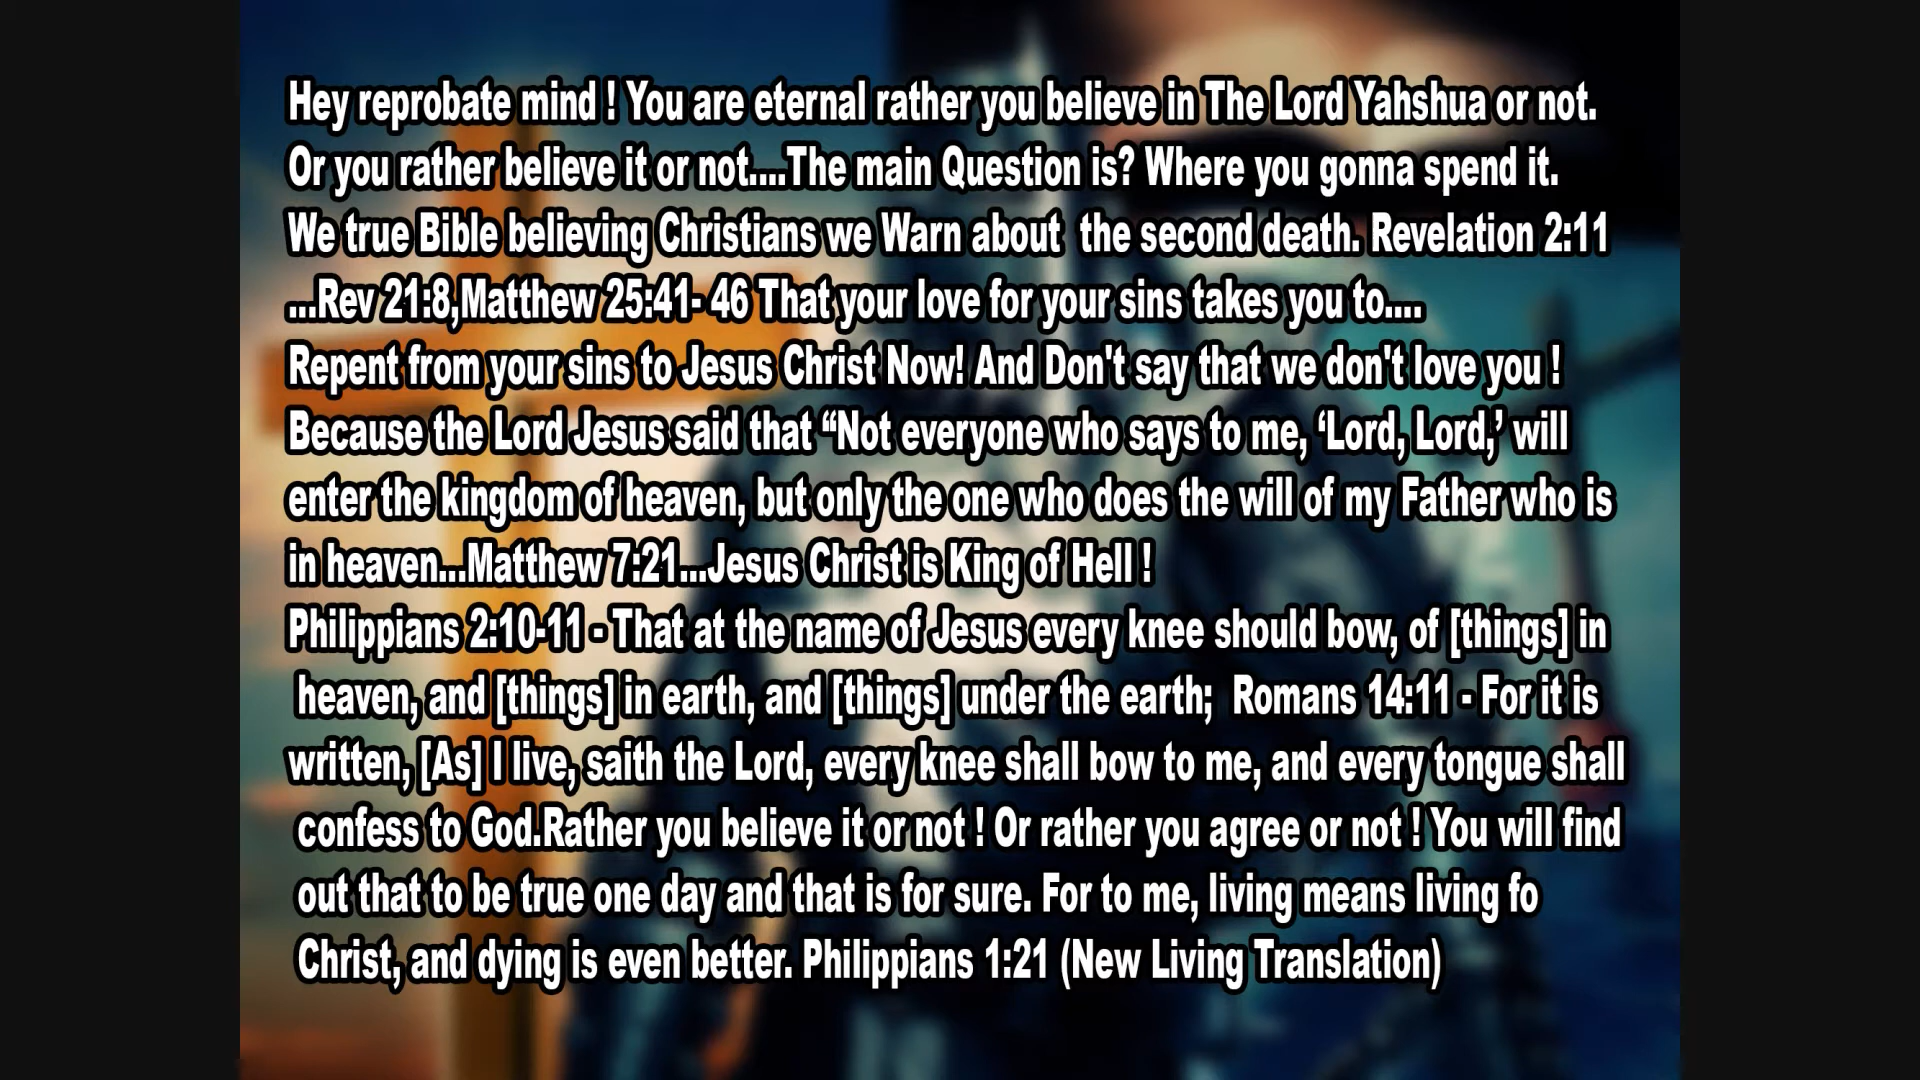 Hey reprobate mind ! You are eternal rather you believe in The Lord Yahshua or not.
Or you rather believe it or not....The main Question is? Where you gonna spend it.
We true Bible believing Christians we Warn about  the second death. Revelation 2:11
...Rev 21:8,Matthew 25:41- 46 That your love for your sins takes you to....
Repent from your sins to Jesus Christ Now! And Don't say that we don't love you !
Because the Lord Jesus said that “Not everyone who says to me, ‘Lord, Lord,’ will
enter the kingdom of heaven, but only the one who does the will of my Father who is
in heaven...Matthew 7:21...Jesus Christ is King of Hell !
Philippians 2:10-11 - That at the name of Jesus every knee should bow, of [things] in
heaven, and [things] in earth, and [things] under the earth;  Romans 14:11 - For it is
written, [As] I live, saith the Lord, every knee shall bow to me, and every tongue shall
confess to God.Rather you believe it or not ! Or rather you agree or not ! You will find
out that to be true one day and that is for sure. For to me, living means living fo
Christ, and dying is even better. Philippians 1:21 (New Living Translation)